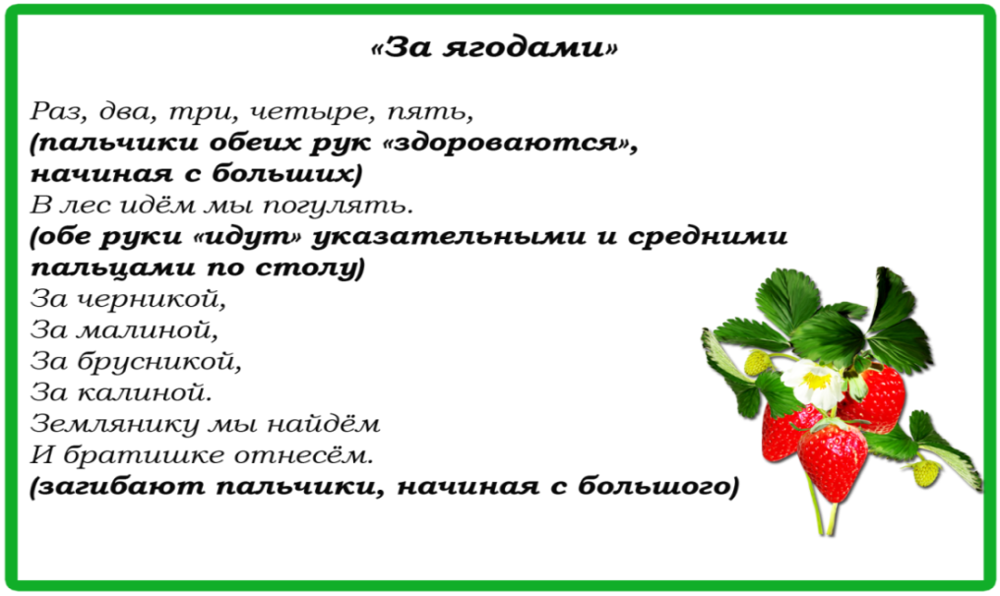 «За ягодами»
Раз, два, три, четыре, пять,
(пальчики обеих рук «здороваются»,
начиная с больших)
В лес идём мы погулять.
(обе руки «идут» указательными и средними
пальцами по столу)
За черникой,
За малиной,
За брусникой,
За калиной.
Землянику мы найдём
И братишке отнесём.
(загибают пальчики, начиная с большого)